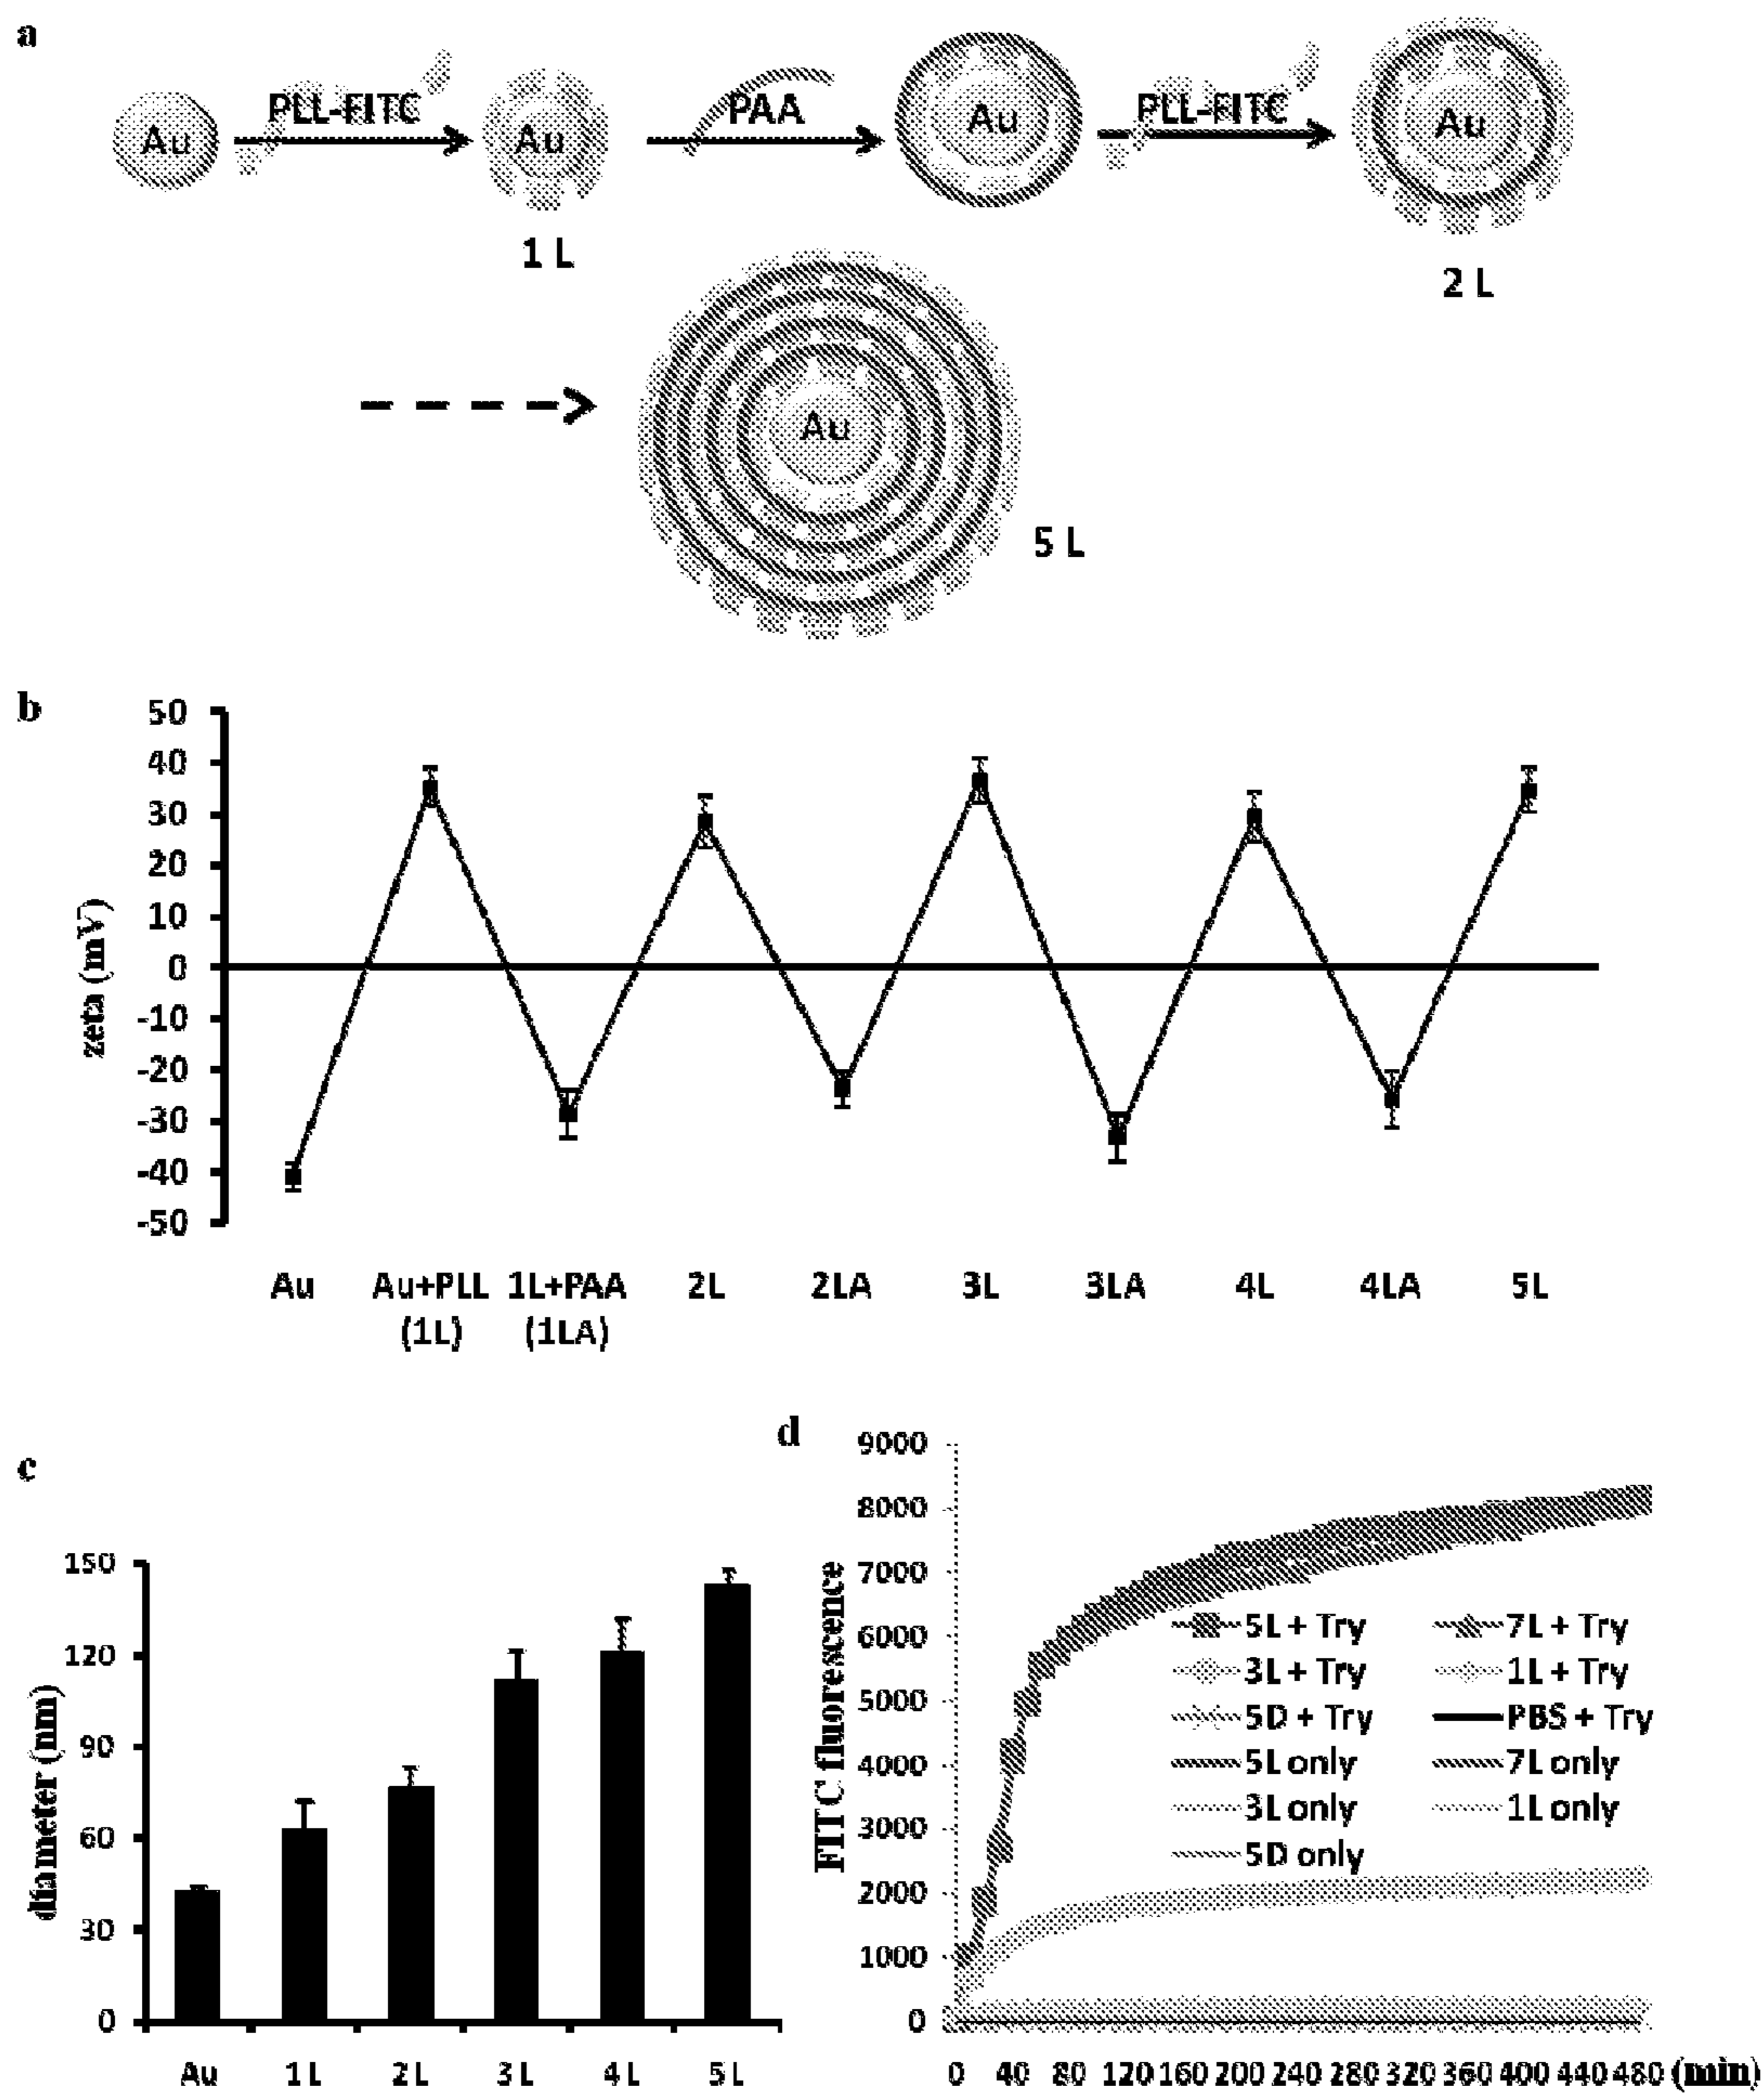 a
Au PLL-FITC Au PAA Au PLL-FITC Au
1 L
2 L
Au
5 L
b
50
40
30
20
10
0
-10
-20
-30
-40
-50
zeta (mV)
Au Au+PLL 1L+PAA 2L 2LA 3L 3LA 4L 4LA 5L
(1L) (1LA)
c
150
120
90
60
30
0
diameter (nm)
Au 1L 2L 3L 4L 5L
d
9000
8000
7000
6000
5000
4000
3000
2000
1000
0
FITC fluorescence
5L + Try 7L + Try
3L + Try 1L + Try
5D + Try PBS + Try
5L only 7L only
3L only 1L only
5D only
0 40 80 120 160 200 240 280 320 360 400 440 480 (min)